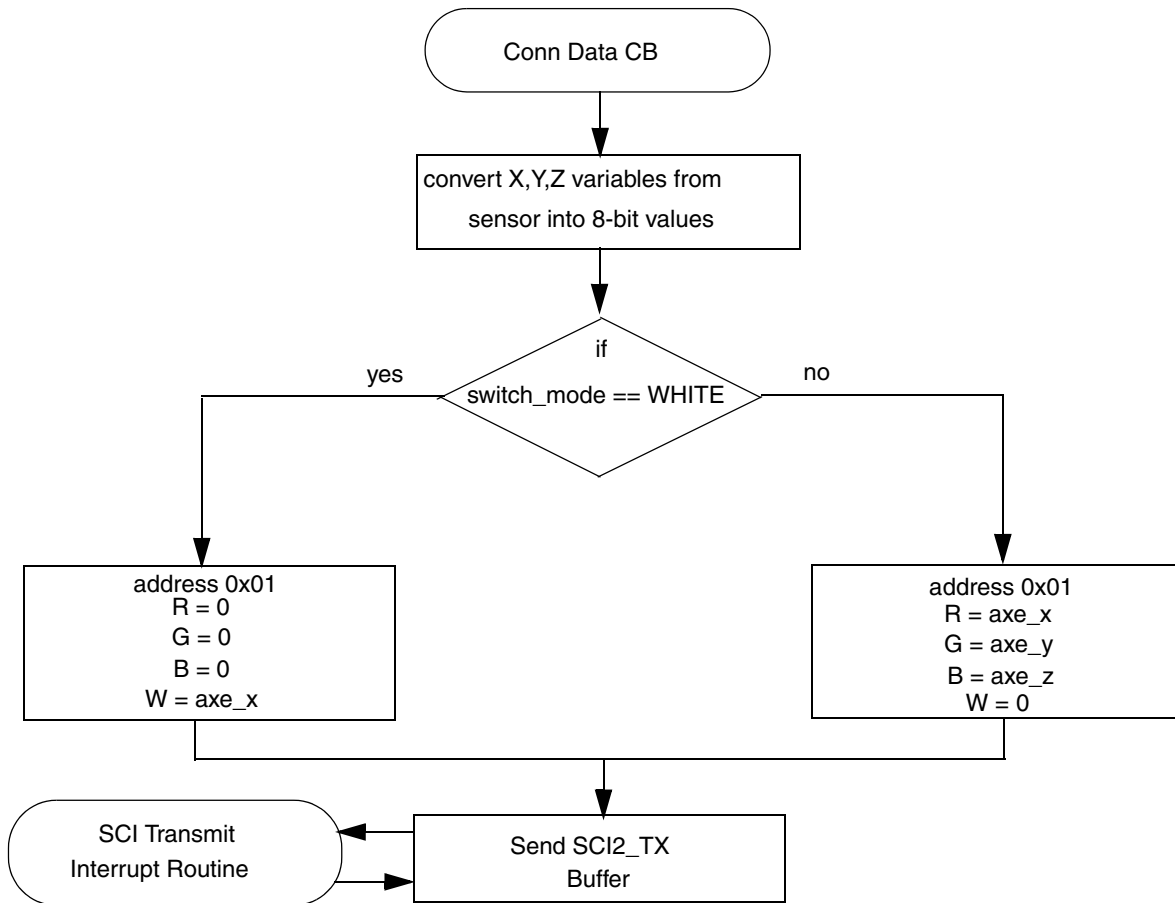 Conn Data CB
convert X,Y,Z variables from
sensor into 8-bit values
if
switch_mode == WHITE
yes
no
address 0x01
R = 0
G = 0
B = 0
W = axe_x
address 0x01
R = axe_x
G = axe_y
B = axe_z
W = 0
SCI Transmit
Interrupt Routine
Send SCI2_TX
Buffer